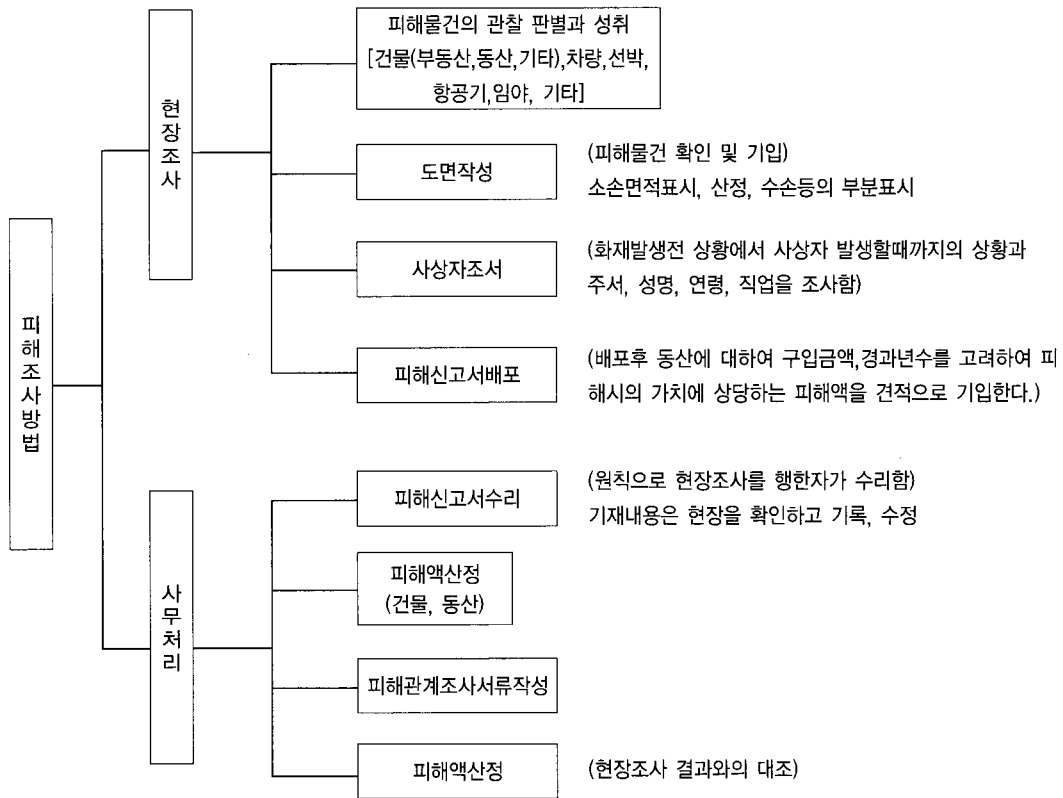 피해조사방법
현장조사
피해물건의 관찰 판별과 성취
[건물(부동산,동산,기타),차량,선박,
항공기,임야, 기타]
도면작성
(피해물건 확인 및 기입)
소손면적표시, 산정, 수손등의 부분표시
사상자조서
(화재발생전 상황에서 사상자 발생할때까지의 상황과
주서, 성명, 연령, 직업을 조사함)
피해신고서배포
(배포후 동산에 대하여 구입금액,경과년수를 고려하여 피
해시의 가치에 상당하는 피해액을 견적으로 기입한다.)
사무처리
피해신고서수리
(원칙으로 현장조사를 행한자가 수리함)
기재내용은 현장을 확인하고 기록, 수정
피해액산정
(건물, 동산)
피해관계조사서류작성
피해액산정
(현장조사 결과와의 대조)